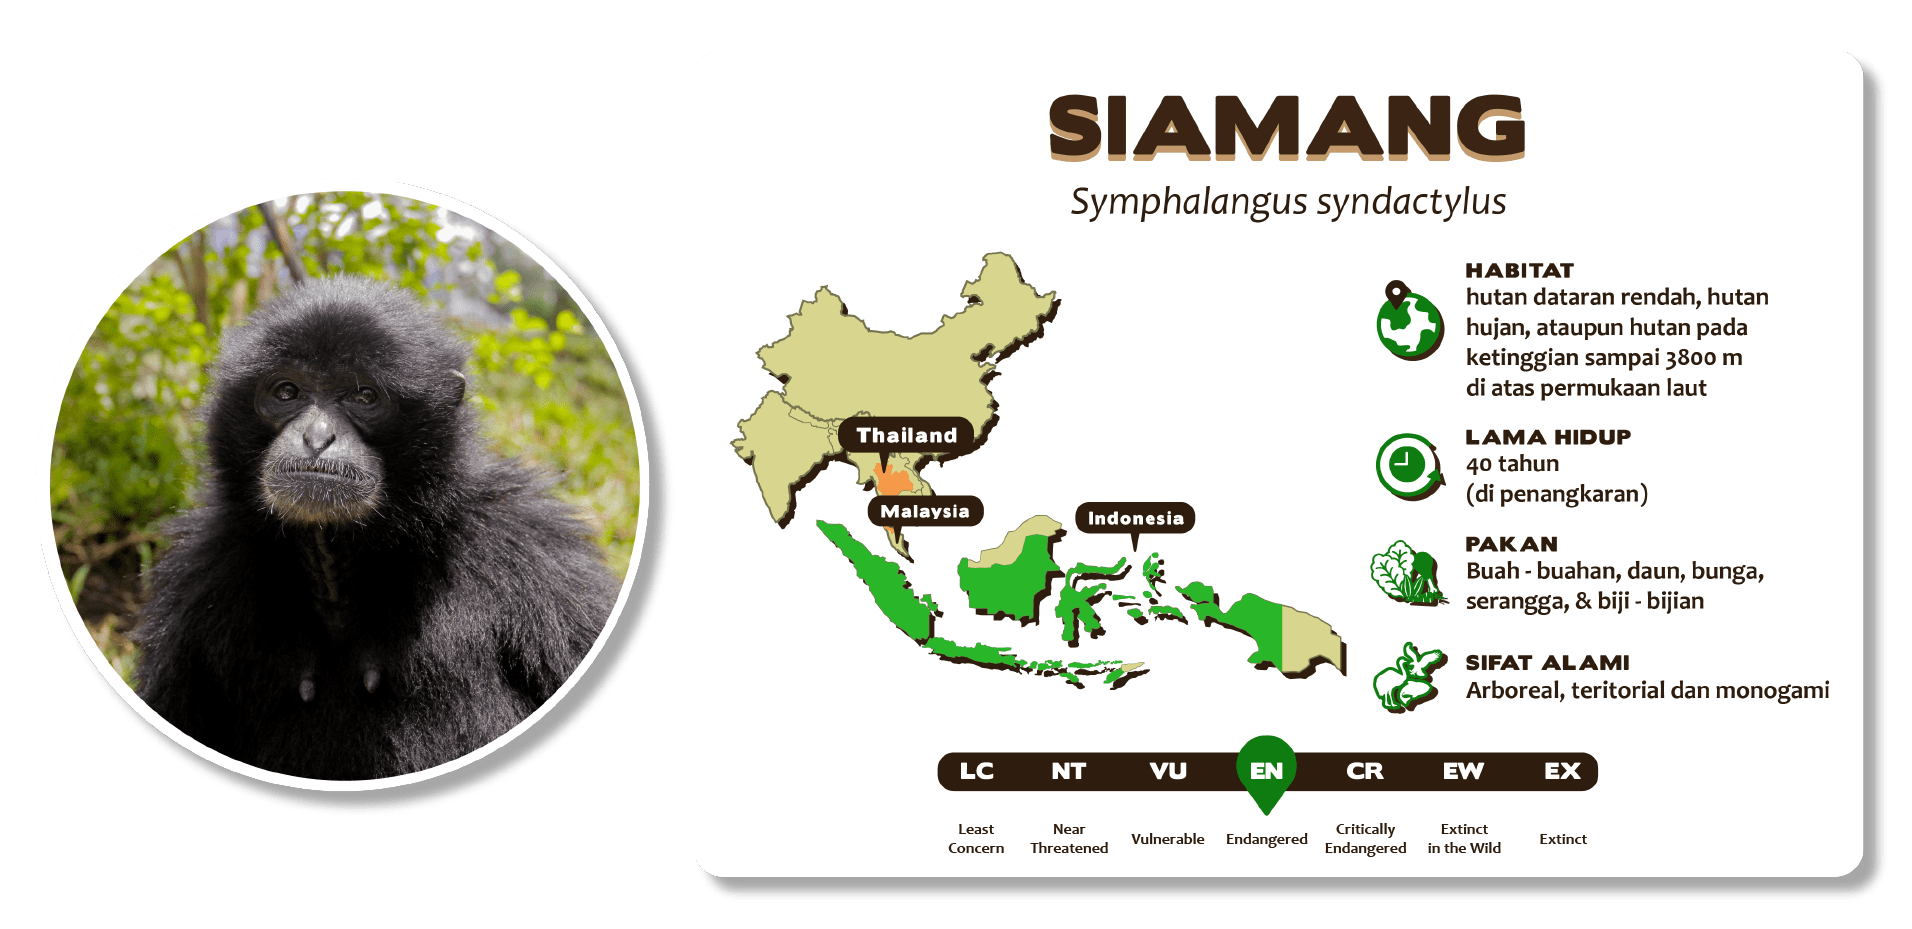 SIAMANG
Symphalangus syndactylus
Thailand
Malaysia
Indonesia
HABITAT
hutan dataran rendah, hutan
hujan, ataupun hutan pada
ketinggian sampai 3800 m
di atas permukaan laut
LAMA HIDUP
40 tahun
(di penangkaran)
PAKAN
Buah - buahan, daun, bunga,
serangga, & biji - bijian
SIFAT ALAMI
Arboreal, teritorial dan monogami
LC NT VU EN CR EW EX
Least Concern
Near Threatened
Vulnerable
Endangered
Critically Endangered
Extinct in the Wild
Extinct